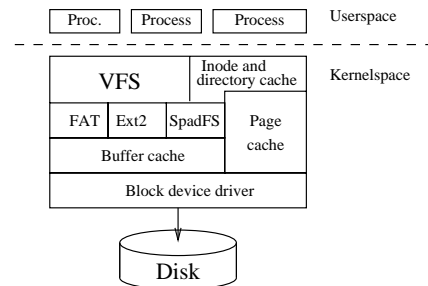 Proc. Process Process Userspace
Kernelspace
VFS
Inode and
directory cache
FAT Ext2 SpadFS
Page
cache
Buffer cache
Block device driver
Disk